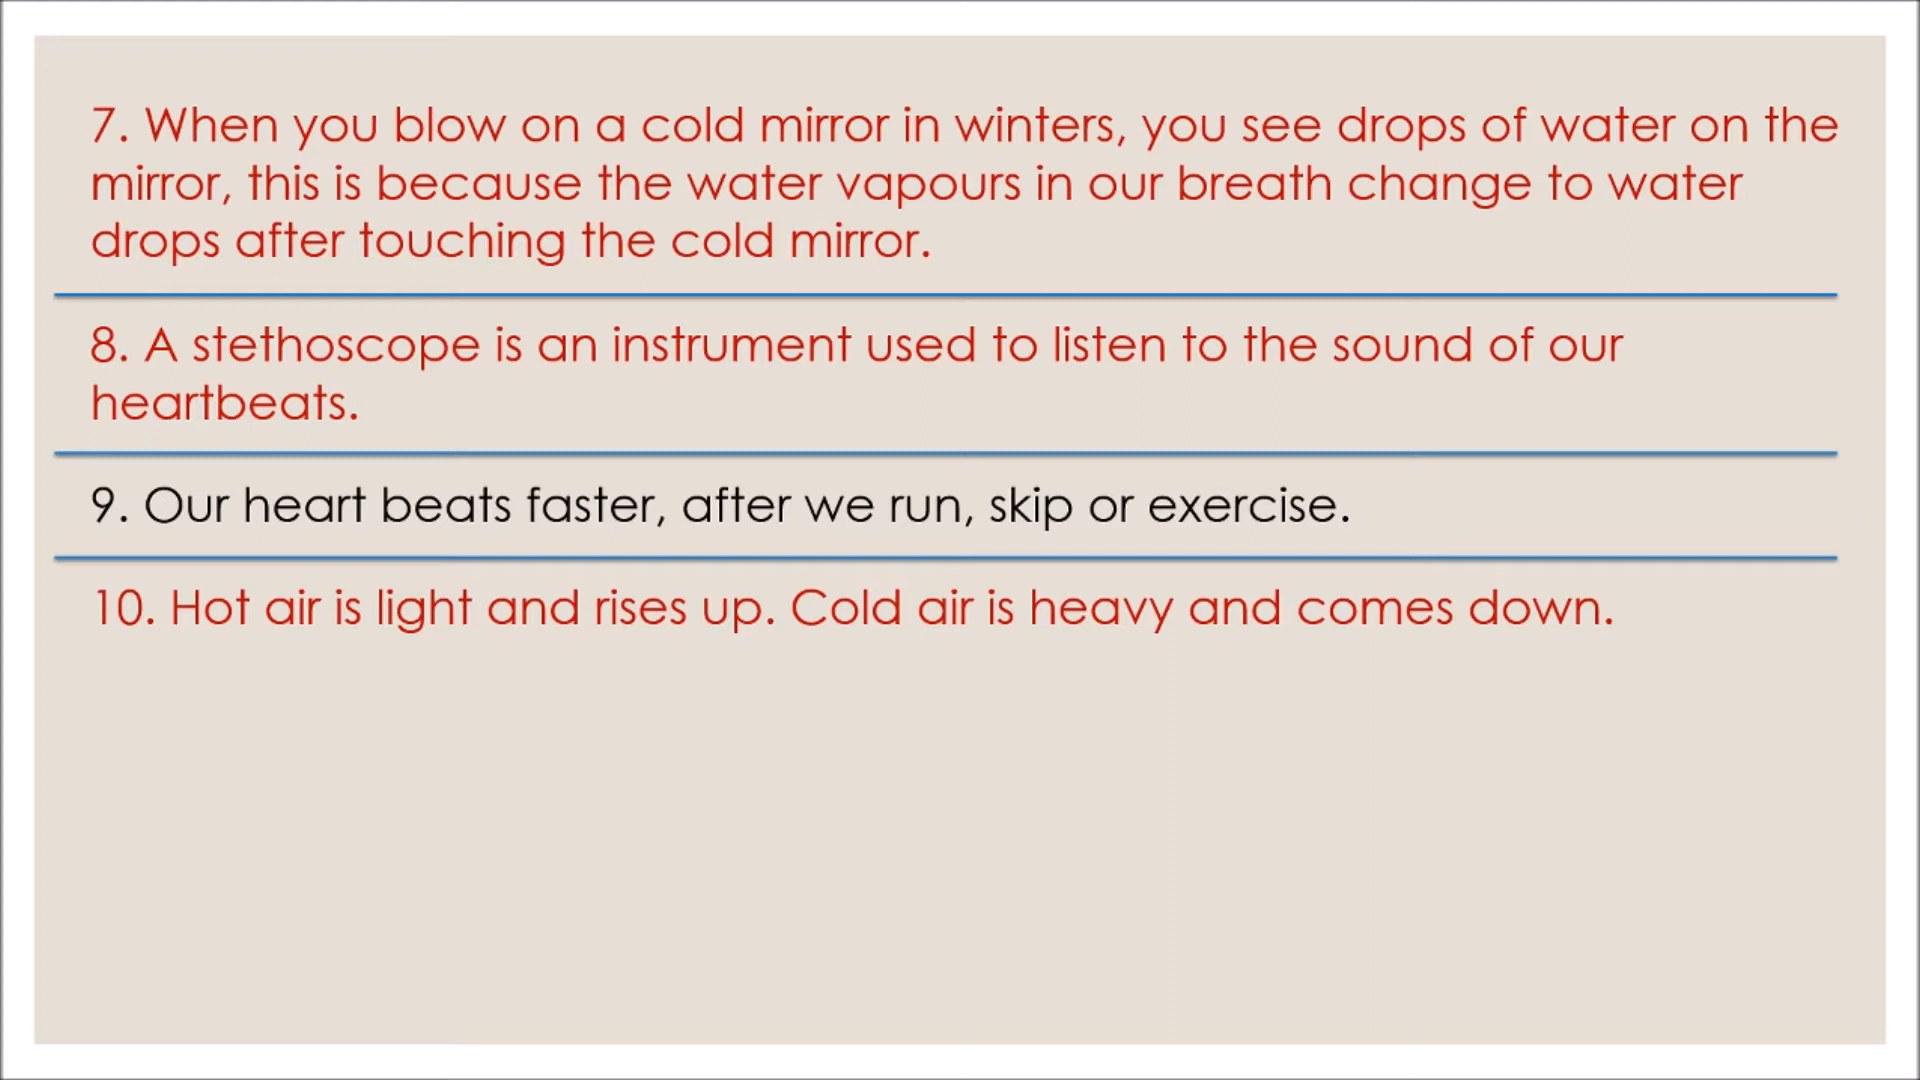 7. When you blow on a cold mirror in winters, you see drops of water on the
mirror, this is because the water vapours in our breath change to water
drops after touching the cold mirror.
8. A stethoscope is an instrument used to listen to the sound of our
heartbeats.
9. Our heart beats faster, after we run, skip or exercise.
10. Hot air is light and rises up. Cold air is heavy and comes down.